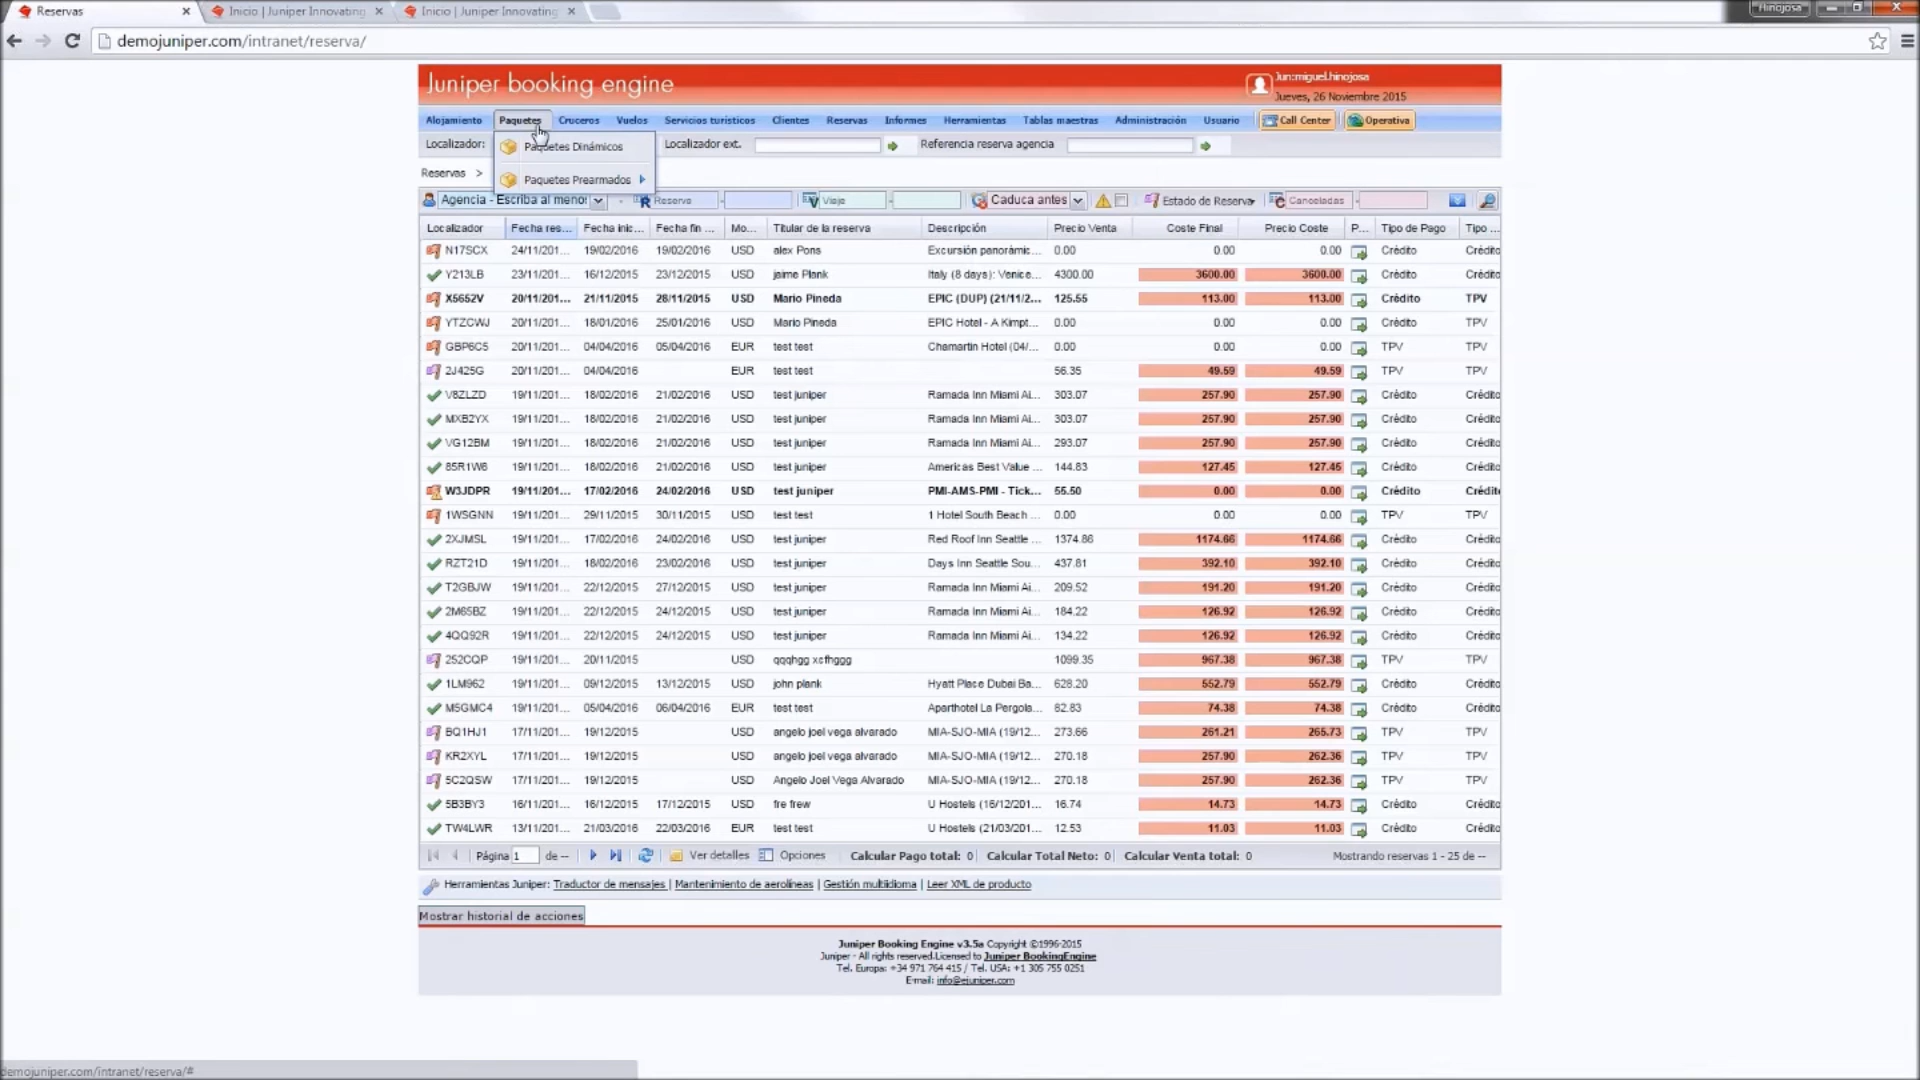 Reservas
Inicio | Juniper Innovating
Inicio | Juniper Innovating
Hinojosa
demojuniper.com/intranet/reserva/
Juniper booking engine
Jun:miguel.hinojosa
Jueves, 26 Noviembre 2015
Alojamiento Paquetes Cruceros Vuelos Servicios turísticos Clientes Reservas Informes Herramientas Tablas maestras Administración Usuario Call Center Operativa
Localizador: Localizador ext. Referencia reserva agencia
Paquetes Dinámicos
Paquetes Prearmados
Reservas >
Agencia - Escriba al menos - Reserva - Viaje - Caduca antes Estado de Reserva Canceladas -
Localizador Fecha res... Fecha inic... Fecha fin ... Mo... Titular de la reserva Descripción Precio Venta Coste Final Precio Coste P... Tipo de Pago Tipo ...
N17SCX 24/11/201... 19/02/2016 19/02/2016 USD alex Pons Excursión panorámic... 0.00 0.00 0.00 Crédito Crédito
Y213LB 23/11/201... 16/12/2015 23/12/2015 USD jaime Plank Italy (8 days): Venice... 4300.00 3600.00 3600.00 Crédito Crédito
X5652V 20/11/201... 21/11/2015 28/11/2015 USD Mario Pineda EPIC (DUP) (21/11/2... 125.55 113.00 113.00 Crédito TPV
YTZCWJ 20/11/201... 18/01/2016 25/01/2016 USD Mario Pineda EPIC Hotel - A Kimpt... 0.00 0.00 0.00 Crédito TPV
GBP6C5 20/11/201... 04/04/2016 05/04/2016 EUR test test Chamartin Hotel (04/... 0.00 0.00 0.00 TPV TPV
2J425G 20/11/201... 04/04/2016 EUR test test 56.35 49.59 49.59 TPV TPV
V8ZLZD 19/11/201... 18/02/2016 21/02/2016 USD test juniper Ramada Inn Miami Ai... 303.07 257.90 257.90 Crédito Crédito
MXB2YX 19/11/201... 18/02/2016 21/02/2016 USD test juniper Ramada Inn Miami Ai... 303.07 257.90 257.90 Crédito Crédito
VG12BM 19/11/201... 18/02/2016 21/02/2016 USD test juniper Ramada Inn Miami Ai... 293.07 257.90 257.90 Crédito Crédito
85R1W6 19/11/201... 18/02/2016 21/02/2016 USD test juniper Americas Best Value ... 144.83 127.45 127.45 Crédito Crédito
W3JDPR 19/11/201... 17/02/2016 24/02/2016 USD test juniper PMI-AMS-PMI - Tick... 55.50 0.00 0.00 Crédito Crédit
1WSGNN 19/11/201... 29/11/2015 30/11/2015 USD test test 1 Hotel South Beach ... 0.00 0.00 0.00 TPV TPV
2XJMSL 19/11/201... 17/02/2016 24/02/2016 USD test juniper Red Roof Inn Seattle ... 1374.86 1174.66 1174.66 Crédito Crédito
RZT21D 19/11/201... 18/02/2016 23/02/2016 USD test juniper Days Inn Seattle Sou... 437.81 392.10 392.10 Crédito Crédito
T2GBJW 19/11/201... 22/12/2015 27/12/2015 USD test juniper Ramada Inn Miami Ai... 209.52 191.20 191.20 Crédito Crédito
2M65BZ 19/11/201... 22/12/2015 24/12/2015 USD test juniper Ramada Inn Miami Ai... 184.22 126.92 126.92 Crédito Crédito
4QQ92R 19/11/201... 22/12/2015 24/12/2015 USD test juniper Ramada Inn Miami Ai... 134.22 126.92 126.92 Crédito Crédito
252CQP 19/11/201... 20/11/2015 USD qqqhgg xcfhggg 1099.35 967.38 967.38 TPV TPV
1LM962 19/11/201... 09/12/2015 13/12/2015 USD john plank Hyatt Place Dubai Ba... 628.20 552.79 552.79 Crédito Crédito
M5GMC4 19/11/201... 05/04/2016 06/04/2016 EUR test test Aparthotel La Pergola... 82.83 74.38 74.38 Crédito Crédito
BQ1HJ1 17/11/201... 19/12/2015 USD angelo joel vega alvarado MIA-SJO-MIA (19/12... 273.66 261.21 265.73 TPV TPV
KR2XYL 17/11/201... 19/12/2015 USD angelo joel vega alvarado MIA-SJO-MIA (19/12... 270.18 257.90 262.36 TPV TPV
5C2QSW 17/11/201... 19/12/2015 USD Angelo Joel Vega Alvarado MIA-SJO-MIA (19/12... 270.18 257.90 262.36 TPV TPV
5B3BY3 16/11/201... 16/12/2015 17/12/2015 USD fre frew U Hostels (16/12/201... 16.74 14.73 14.73 Crédito Crédito
TW4LWR 13/11/201... 21/03/2016 22/03/2016 EUR test test U Hostels (21/03/201... 12.53 11.03 11.03 Crédito Crédito
Página 1 de -- Ver detalles Opciones Calcular Pago total: 0 Calcular Total Neto: 0 Calcular Venta total: 0 Mostrando reservas 1 - 25 de --
Herramientas Juniper: Traductor de mensajes | Mantenimiento de aerolíneas | Gestión multiidioma | Leer XML de producto
Mostrar historial de acciones
Juniper Booking Engine v3.5a Copyright ©1996-2015
Juniper - All rights reserved.Licensed to Juniper BookingEngine
Tel. Europa: +34 971 764 415 / Tel. USA: +1 305 755 0251
E-mail: info@ejuniper.com
demojuniper.com/intranet/reserva/#